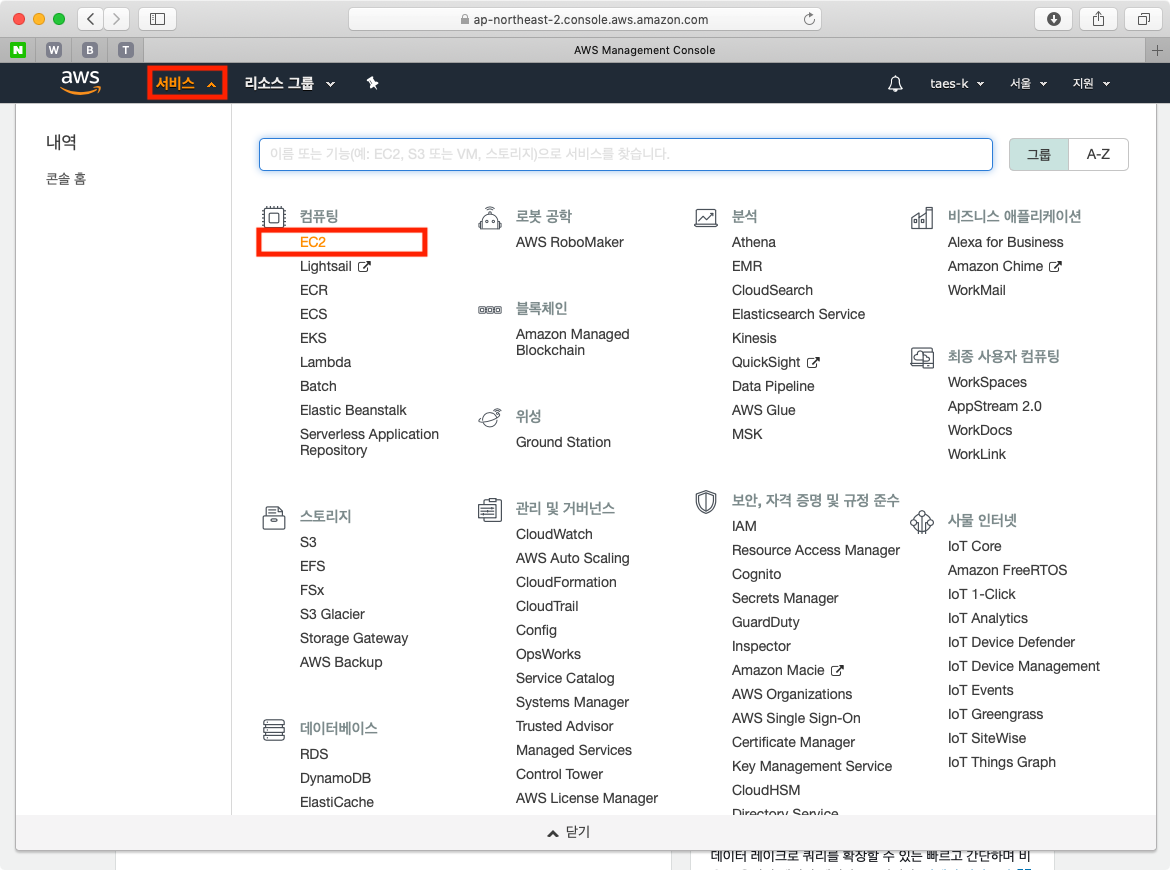 ap-northeast-2.console.aws.amazon.com
N
W
B
T
AWS Management Console
aws
서비스
리소스 그룹
taes-k
서울
지원
내역
콘솔 홈
이름 또는 기능(예: EC2, S3 또는 VM, 스토리지)으로 서비스를 찾습니다.
그룹
A-Z
컴퓨팅
EC2
Lightsail
ECR
ECS
EKS
Lambda
Batch
Elastic Beanstalk
Serverless Application
Repository
스토리지
S3
EFS
FSx
S3 Glacier
Storage Gateway
AWS Backup
데이터베이스
RDS
DynamoDB
ElastiCache
로봇 공학
AWS RoboMaker
블록체인
Amazon Managed
Blockchain
위성
Ground Station
관리 및 거버넌스
CloudWatch
AWS Auto Scaling
CloudFormation
CloudTrail
Config
OpsWorks
Service Catalog
Systems Manager
Trusted Advisor
Managed Services
Control Tower
AWS License Manager
분석
Athena
EMR
CloudSearch
Elasticsearch Service
Kinesis
QuickSight
Data Pipeline
AWS Glue
MSK
보안, 자격 증명 및 규정 준수
IAM
Resource Access Manager
Cognito
Secrets Manager
GuardDuty
Inspector
Amazon Macie
AWS Organizations
AWS Single Sign-On
Certificate Manager
Key Management Service
CloudHSM
Directory Service
비즈니스 애플리케이션
Alexa for Business
Amazon Chime
WorkMail
최종 사용자 컴퓨팅
WorkSpaces
AppStream 2.0
WorkDocs
WorkLink
사물 인터넷
IoT Core
Amazon FreeRTOS
IoT 1-Click
IoT Analytics
IoT Device Defender
IoT Device Management
IoT Events
IoT Greengrass
IoT SiteWise
IoT Things Graph
닫기
데이터 레이크로 쿼리를 확장할 수 있는 빠르고 간단하며 비